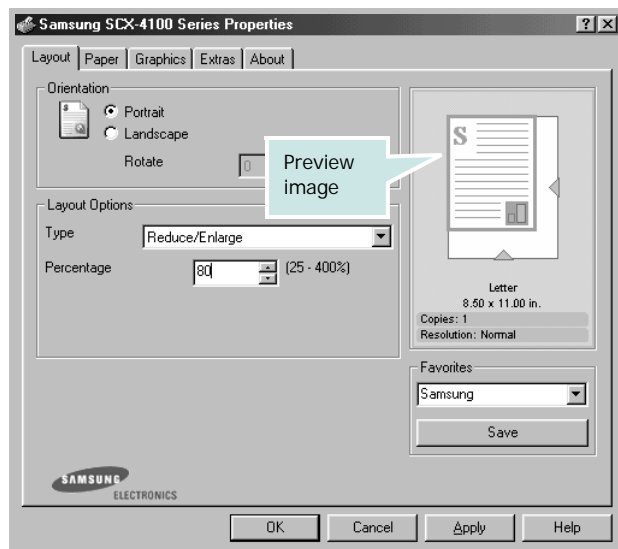 Samsung SCX-4100 Series Properties
Layout Paper Graphics Extras About
Orientation
Portrait
Landscape
Rotate 0
Preview
image
Layout Options
Type Reduce/Enlarge
Percentage 80 (25 - 400%)
S
S
Letter
8.50 x 11.00 in.
Copies: 1
Resolution: Normal
Favorites
Samsung
Save
SAMSUNG
ELECTRONICS
OK Cancel Apply Help